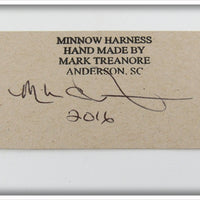 MINNOW HARNESS
HAND MADE BY
MARK TREANORE
ANDERSON, SC
2016